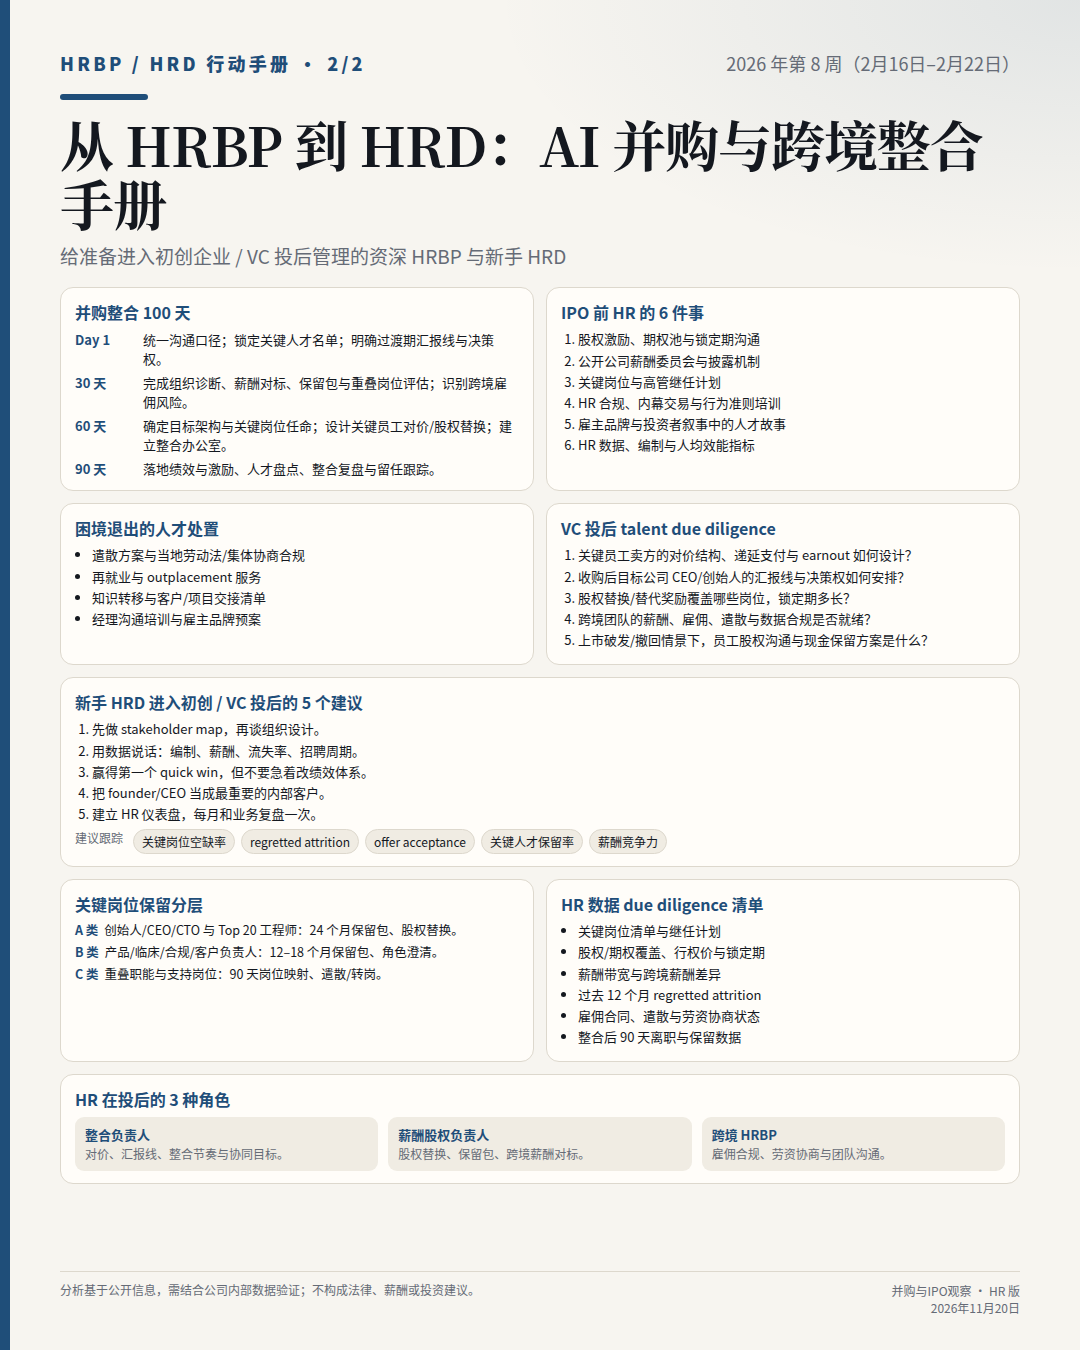 HRBP / HRD 行动手册 · 2/2
2026 年第 8 周（2月16日–2月22日）
从 HRBP 到 HRD：AI 并购与跨境整合
手册
给准备进入初创企业 / VC 投后管理的资深 HRBP 与新手 HRD
并购整合 100 天
Day 1 统一沟通口径；锁定关键人才名单；明确过渡期汇报线与决策
权。
30 天 完成组织诊断、薪酬对标、保留包与重叠岗位评估；识别跨境雇
佣风险。
60 天 确定目标架构与关键岗位任命；设计关键员工对价/股权替换；建
立整合办公室。
90 天 落地绩效与激励、人才盘点、整合复盘与留任跟踪。
IPO 前 HR 的 6 件事
1. 股权激励、期权池与锁定期沟通
2. 公开公司薪酬委员会与披露机制
3. 关键岗位与高管继任计划
4. HR 合规、内幕交易与行为准则培训
5. 雇主品牌与投资者叙事中的人才故事
6. HR 数据、编制与人均效能指标
困境退出的人才处置
• 遣散方案与当地劳动法/集体协商合规
• 再就业与 outplacement 服务
• 知识转移与客户/项目交接清单
• 经理沟通培训与雇主品牌预案
VC 投后 talent due diligence
1. 关键员工卖方的对价结构、递延支付与 earnout 如何设计？
2. 收购后目标公司 CEO/创始人的汇报线与决策权如何安排？
3. 股权替换/替代奖励覆盖哪些岗位，锁定期多长？
4. 跨境团队的薪酬、雇佣、遣散与数据合规是否就绪？
5. 上市破发/撤回情景下，员工股权沟通与现金保留方案是什么？
新手 HRD 进入初创 / VC 投后的 5 个建议
1. 先做 stakeholder map，再谈组织设计。
2. 用数据说话：编制、薪酬、流失率、招聘周期。
3. 赢得第一个 quick win，但不要急着改绩效体系。
4. 把 founder/CEO 当成最重要的内部客户。
5. 建立 HR 仪表盘，每月和业务复盘一次。
建议跟踪 关键岗位空缺率 regretted attrition offer acceptance 关键人才保留率 薪酬竞争力
关键岗位保留分层
A 类 创始人/CEO/CTO 与 Top 20 工程师：24 个月保留包、股权替换。
B 类 产品/临床/合规/客户负责人：12–18 个月保留包、角色澄清。
C 类 重叠职能与支持岗位：90 天岗位映射、遣散/转岗。
HR 数据 due diligence 清单
• 关键岗位清单与继任计划
• 股权/期权覆盖、行权价与锁定期
• 薪酬带宽与跨境薪酬差异
• 过去 12 个月 regretted attrition
• 雇佣合同、遣散与劳资协商状态
• 整合后 90 天离职与保留数据
HR 在投后的 3 种角色
整合负责人
对价、汇报线、整合节奏与协同目标。
薪酬股权负责人
股权替换、保留包、跨境薪酬对标。
跨境 HRBP
雇佣合规、劳资协商与团队沟通。
分析基于公开信息，需结合公司内部数据验证；不构成法律、薪酬或投资建议。
并购与IPO观察 · HR 版
2026年11月20日